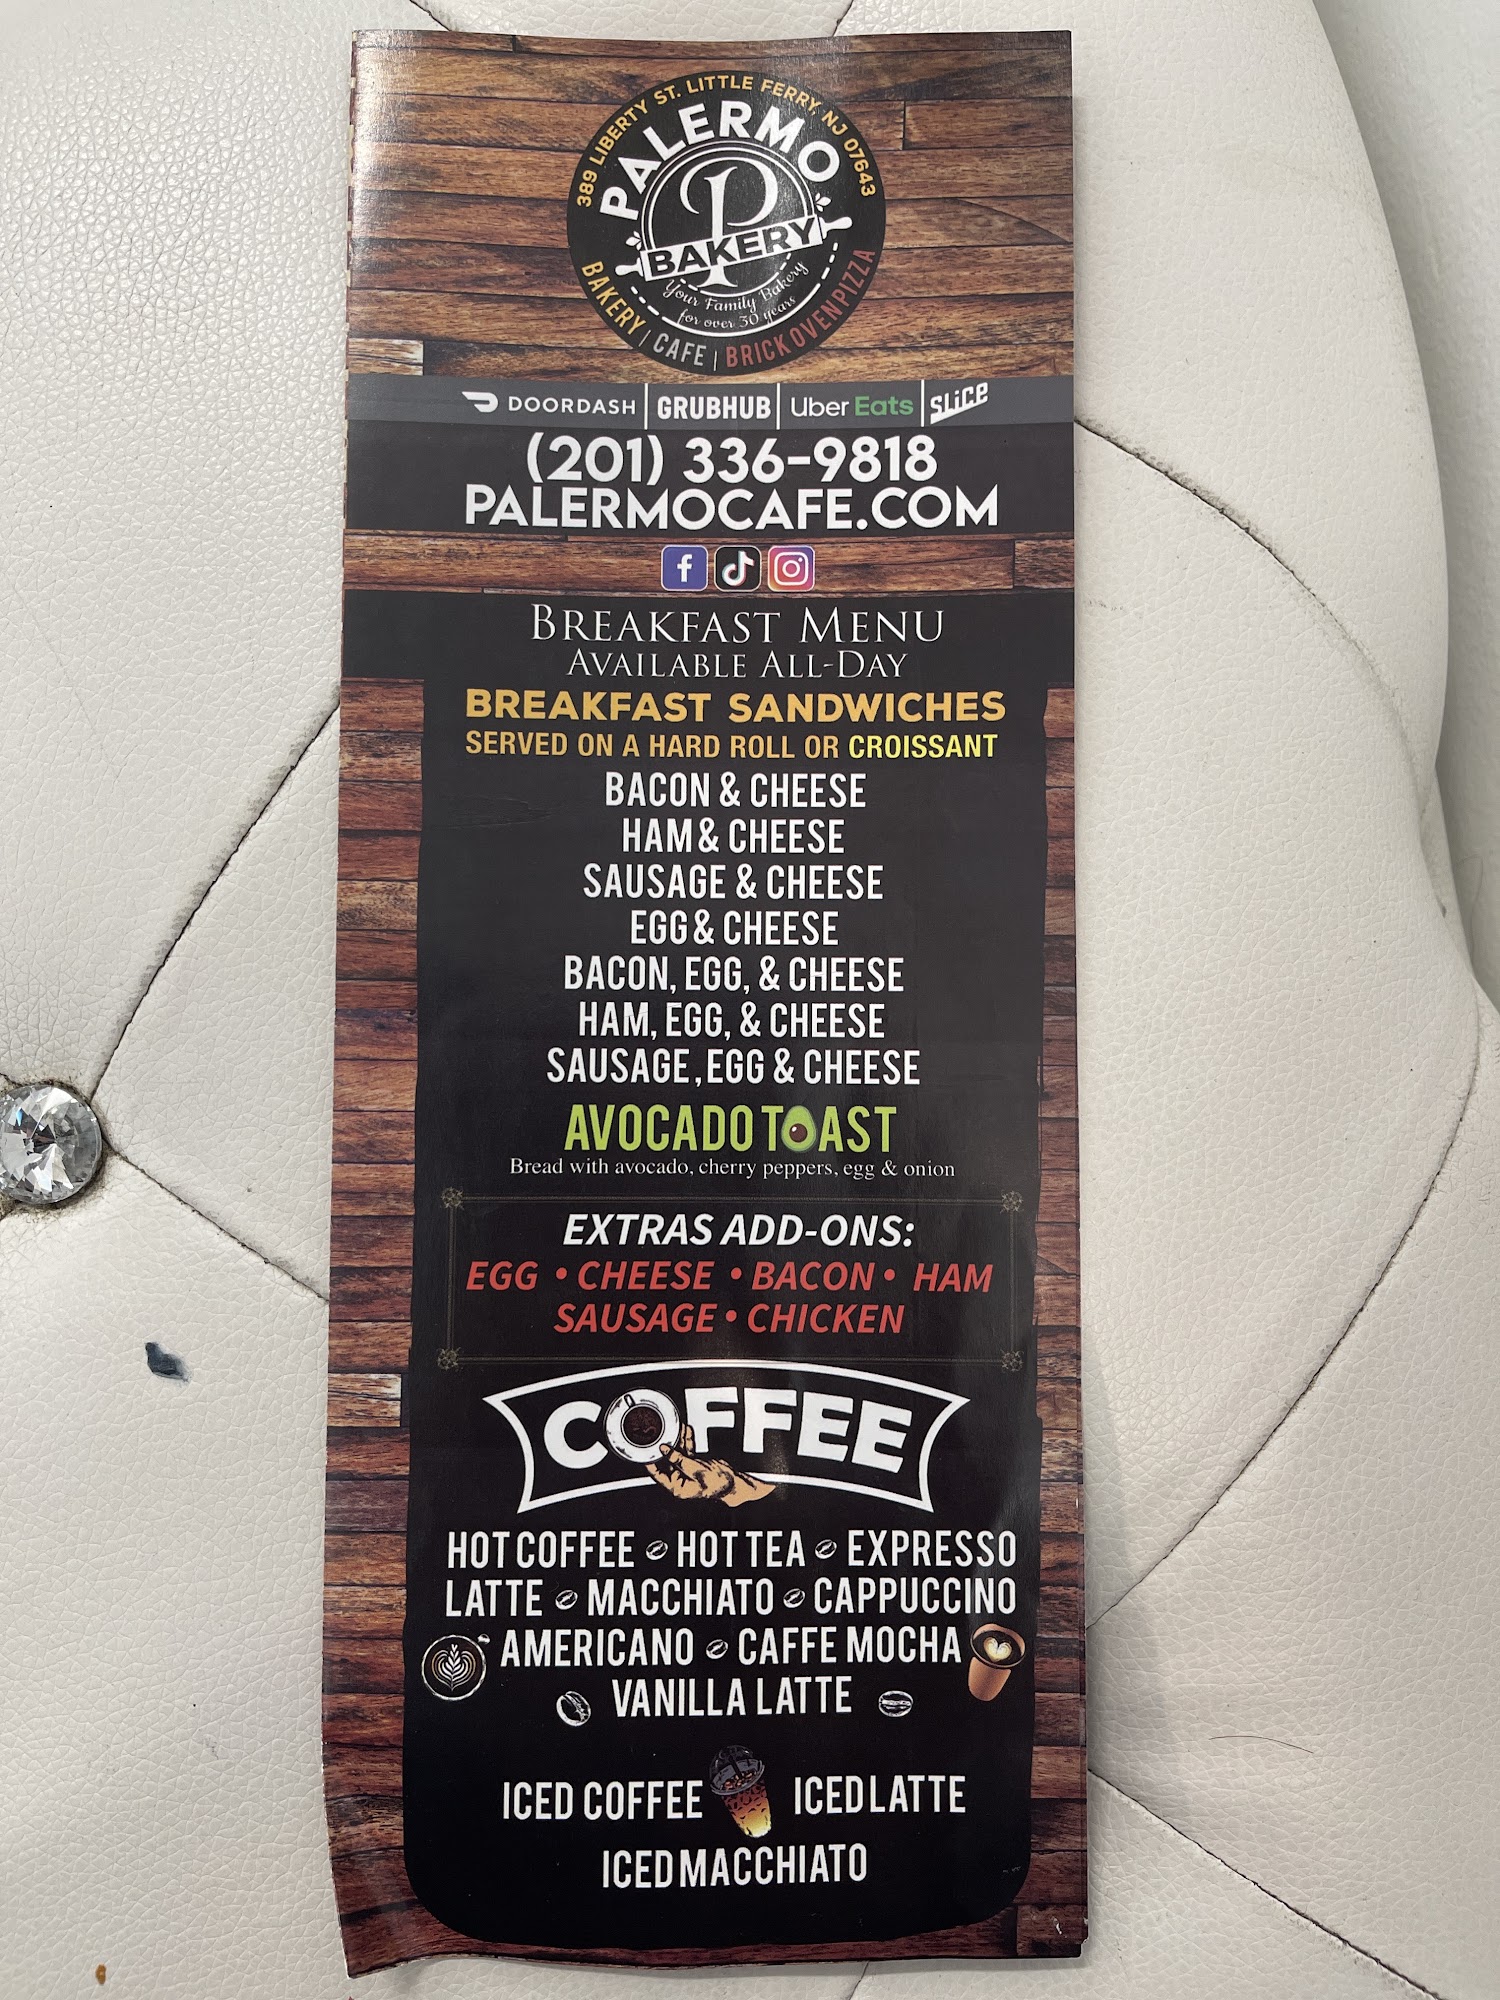 389 LIBERTY ST. LITTLE FERRY, NJ 07643
PALERMO
P
BAKERY
Your Family Bakery
for over 30 years
BAKERY | CAFE | BRICK OVEN PIZZA
DOORDASH | GRUBHUB | Uber Eats | SLiCe
(201) 336-9818
PALERMOCAFE.COM
BREAKFAST MENU
AVAILABLE ALL-DAY
BREAKFAST SANDWICHES
SERVED ON A HARD ROLL OR CROISSANT
BACON & CHEESE
HAM & CHEESE
SAUSAGE & CHEESE
EGG & CHEESE
BACON, EGG, & CHEESE
HAM, EGG, & CHEESE
SAUSAGE, EGG & CHEESE
AVOCADO TOAST
Bread with avocado, cherry peppers, egg & onion
EXTRAS ADD-ONS:
EGG • CHEESE • BACON • HAM
SAUSAGE • CHICKEN
COFFEE
HOT COFFEE HOT TEA EXPRESSO
LATTE MACCHIATO CAPPUCCINO
AMERICANO CAFFE MOCHA
VANILLA LATTE
ICED COFFEE ICED LATTE
ICED MACCHIATO